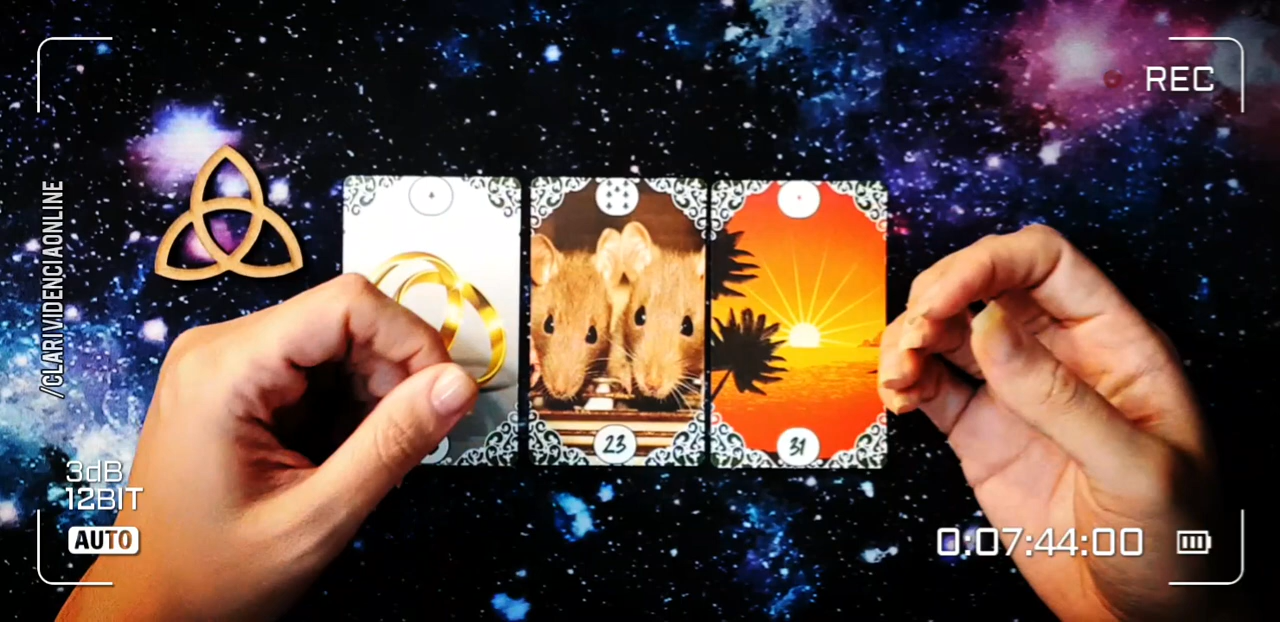 REC
/CLARIVIDENCIAONLINE
23
31
3dB
12BIT
AUTO
0:07:44:00